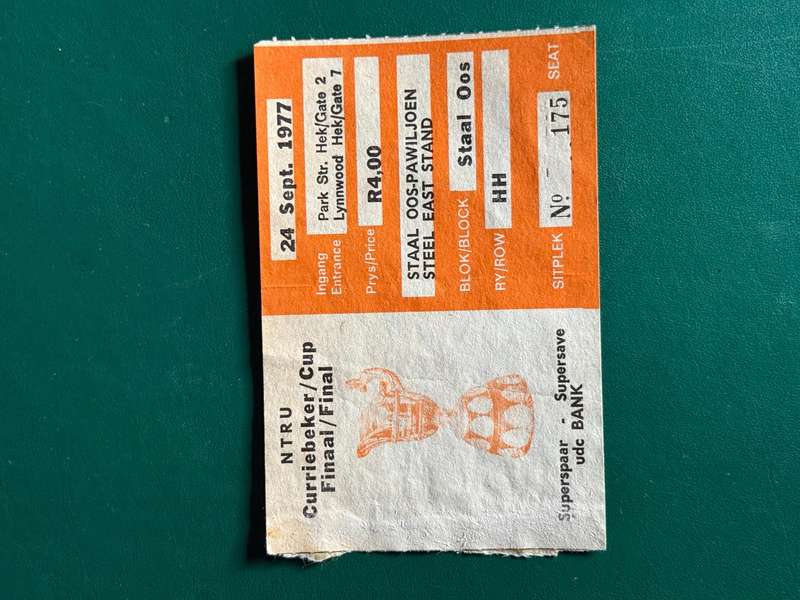 NTRU
Curriebeker/Cup
Finaal/Final
Superspaar - Supersave
udc BANK
24 Sept. 1977
Ingang
Entrance
Park Str. Hek/Gate 2
Lynnwood Hek/Gate 7
Prys/Price R4,00
STAAL OOS-PAWILJOEN
STEEL EAST STAND
BLOK/BLOCK Staal Oos
RY/ROW HH
SITPLEK No 175 SEAT